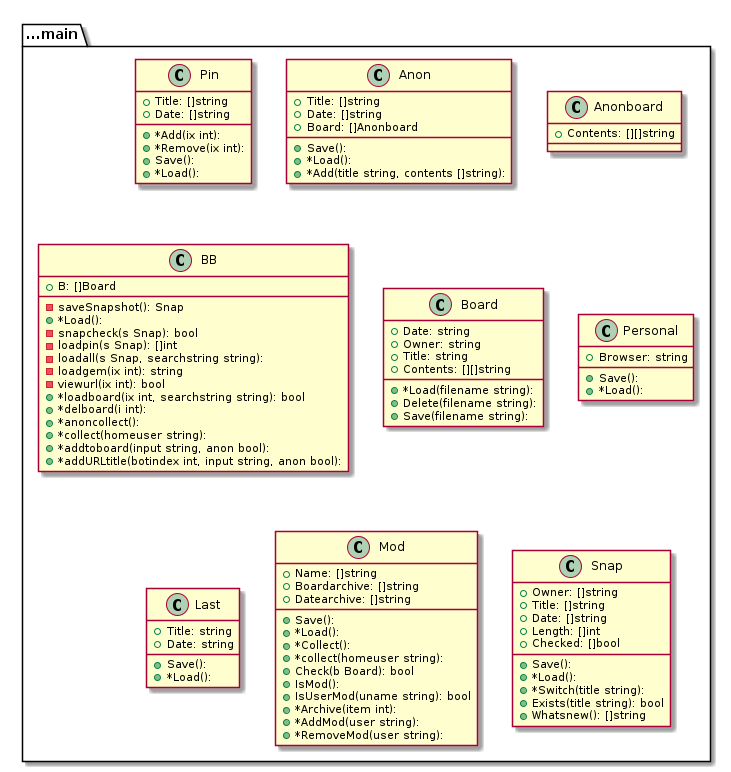 ...main
C Pin
Title: []string
Date: []string
*Add(ix int):
*Remove(ix int):
Save():
*Load():
C Anon
Title: []string
Date: []string
Board: []Anonboard
Save():
*Load():
*Add(title string, contents []string):
C Anonboard
Contents: [][]string
C BB
B: []Board
saveSnapshot(): Snap
*Load():
snapcheck(s Snap): bool
loadpin(s Snap): []int
loadall(s Snap, searchstring string):
loadgem(ix int): string
viewurl(ix int): bool
*loadboard(ix int, searchstring string): bool
*delboard(i int):
*anoncollect():
*collect(homeuser string):
*addtoboard(input string, anon bool):
*addURLtitle(botindex int, input string, anon bool):
C Board
Date: string
Owner: string
Title: string
Contents: [][]string
*Load(filename string):
Delete(filename string):
Save(filename string):
C Personal
Browser: string
Save():
*Load():
C Last
Title: string
Date: string
Save():
*Load():
C Mod
Name: []string
Boardarchive: []string
Datearchive: []string
Save():
*Load():
*Collect():
*collect(homeuser string):
Check(b Board): bool
IsMod():
IsUserMod(uname string): bool
*Archive(item int):
*AddMod(user string):
*RemoveMod(user string):
C Snap
Owner: []string
Title: []string
Date: []string
Length: []int
Checked: []bool
Save():
*Load():
*Switch(title string):
Exists(title string): bool
Whatsnew(): []string